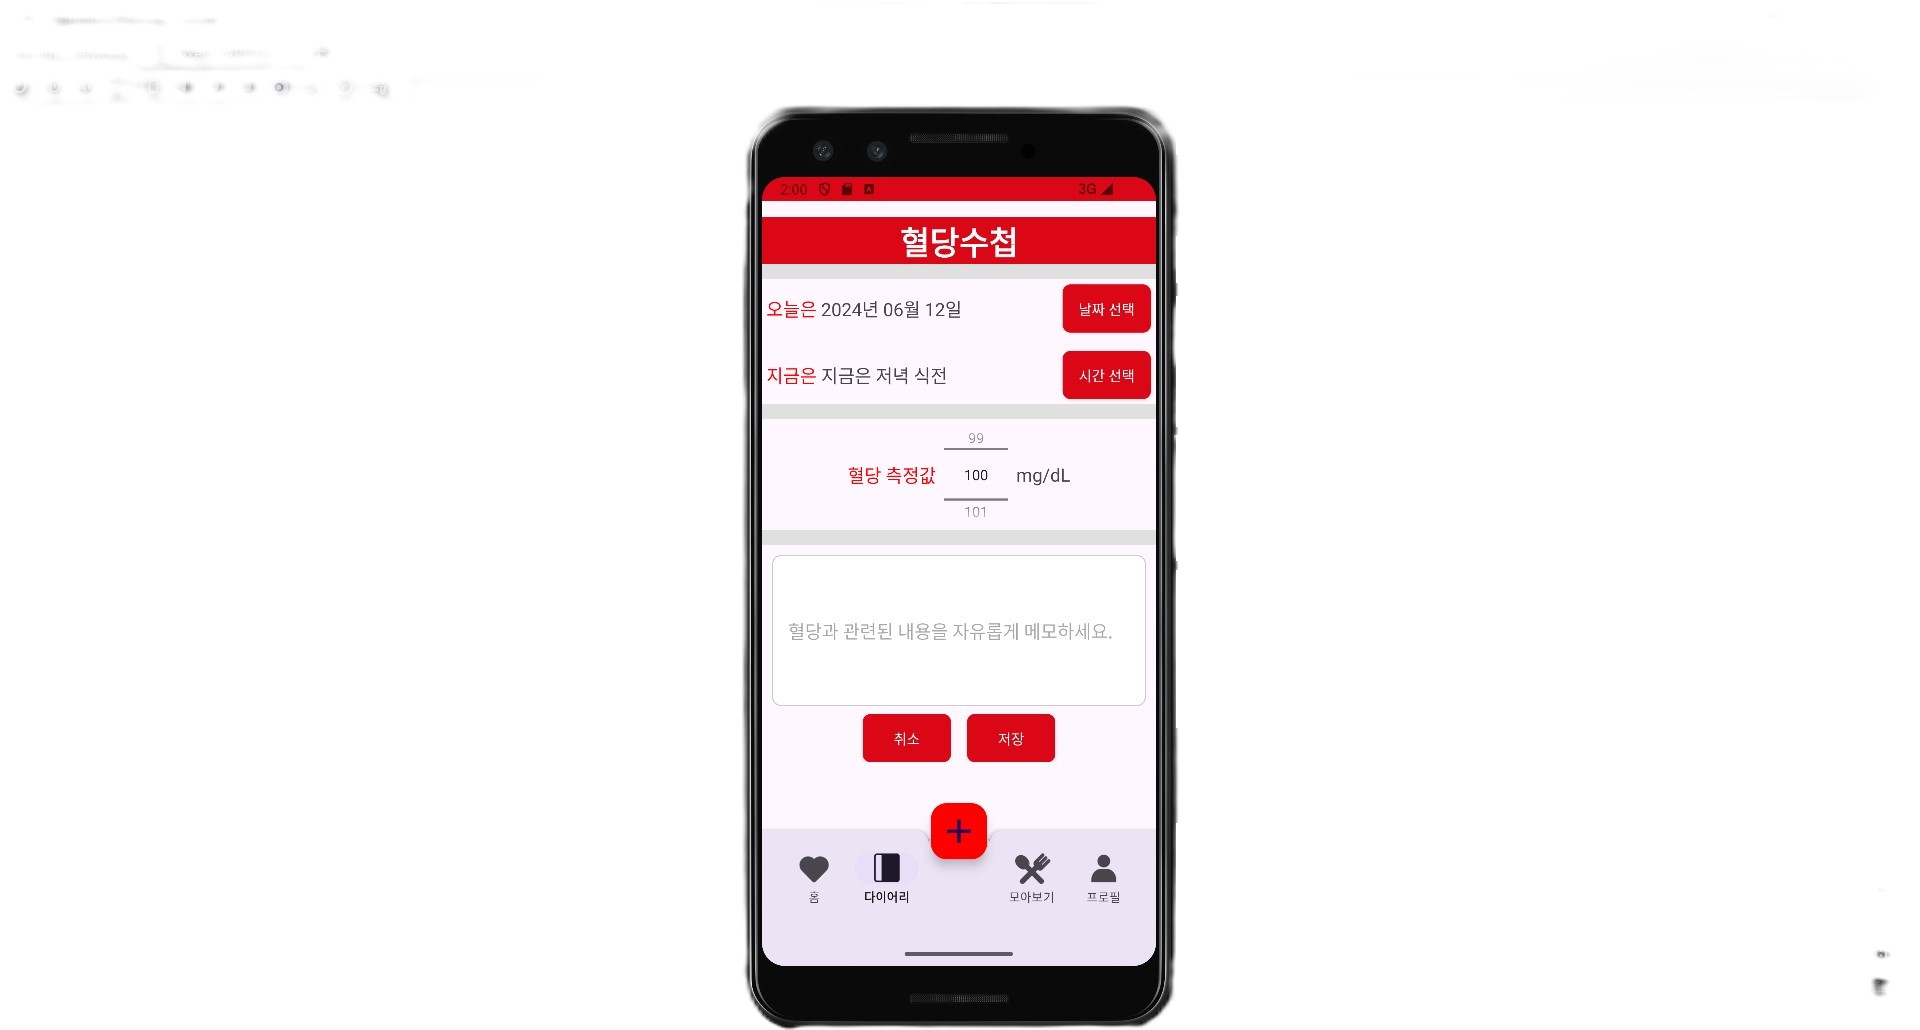 2:00 3G
혈당수첩
오늘은 2024년 06월 12일 날짜 선택
지금은 지금은 저녁 식전 시간 선택
99
혈당 측정값 100 mg/dL
101
혈당과 관련된 내용을 자유롭게 메모하세요.
취소 저장
홈 다이어리 모아보기 프로필